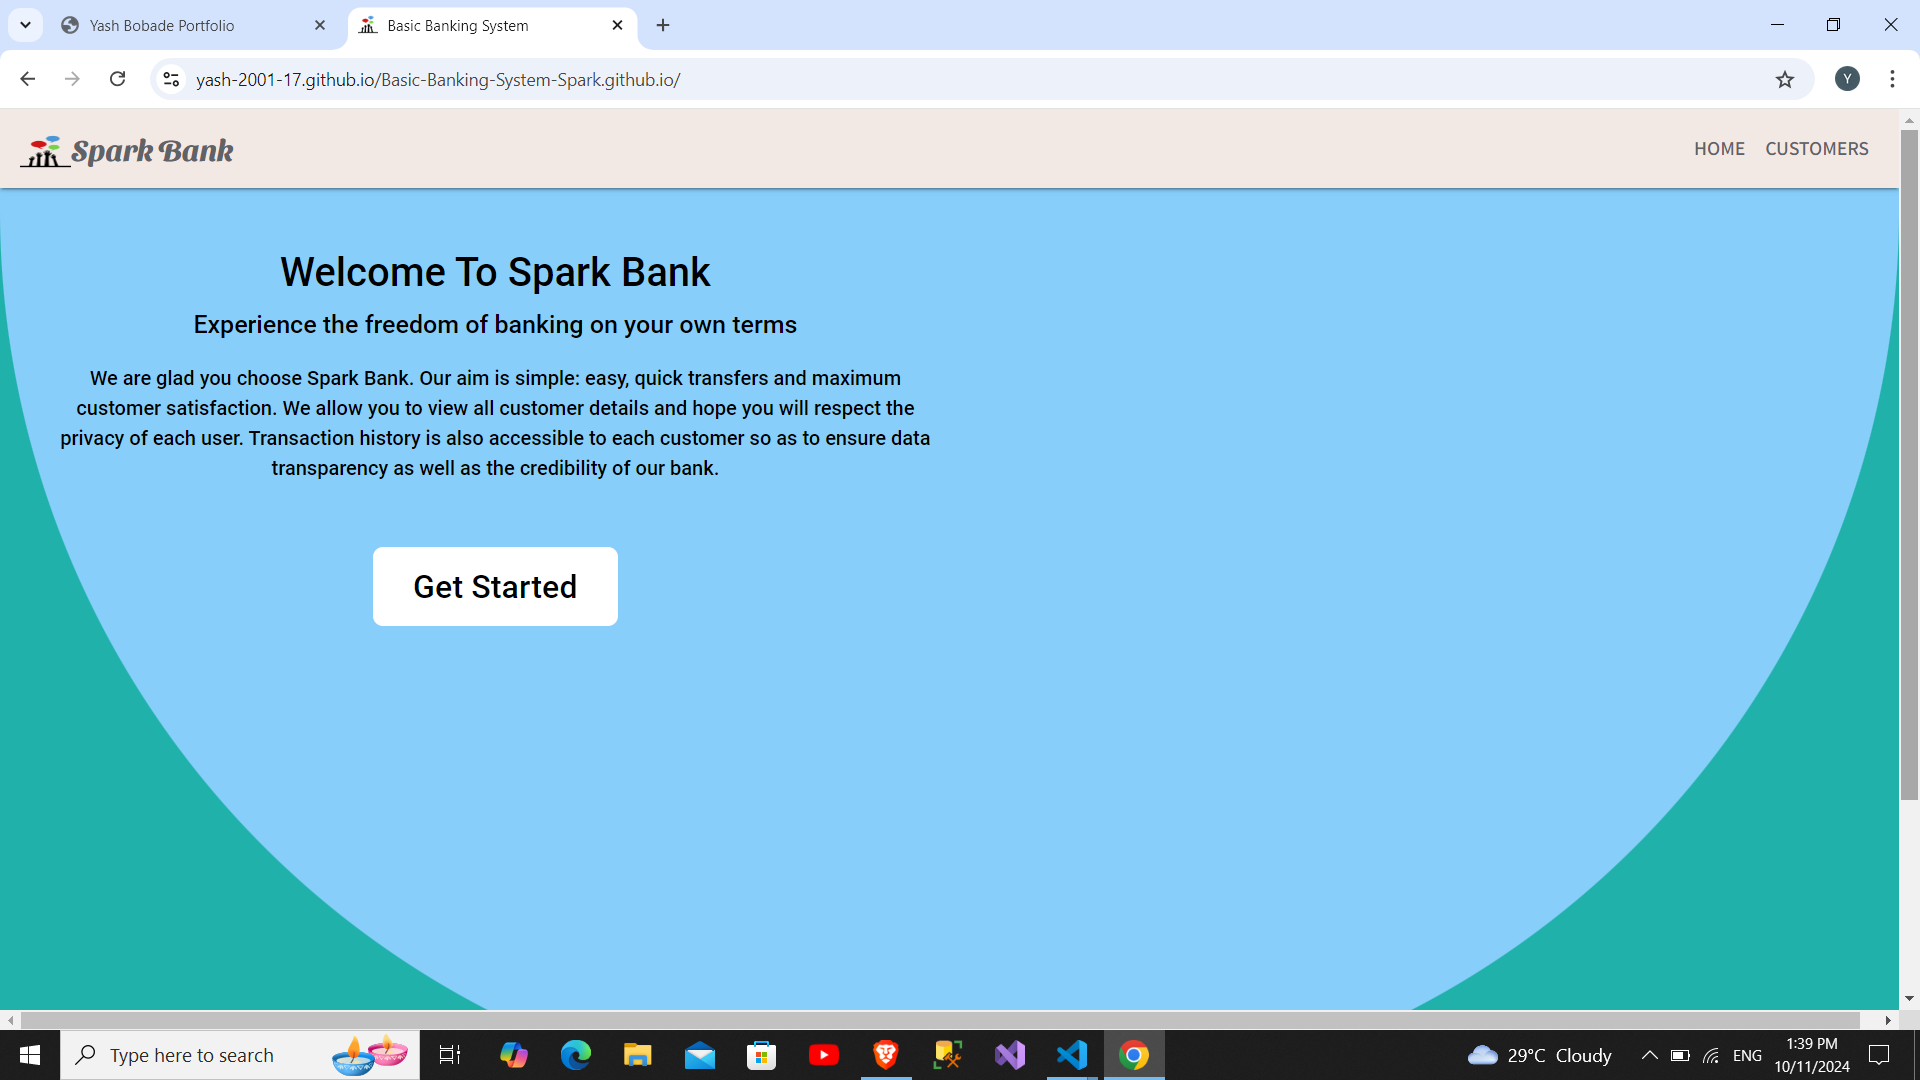 Yash Bobade Portfolio
Basic Banking System
yash-2001-17.github.io/Basic-Banking-System-Spark.github.io/
Y
Spark Bank
HOME
CUSTOMERS
Welcome To Spark Bank
Experience the freedom of banking on your own terms
We are glad you choose Spark Bank. Our aim is simple: easy, quick transfers and maximum
customer satisfaction. We allow you to view all customer details and hope you will respect the
privacy of each user. Transaction history is also accessible to each customer so as to ensure data
transparency as well as the credibility of our bank.
Get Started
Type here to search
29°C Cloudy
ENG
1:39 PM
10/11/2024